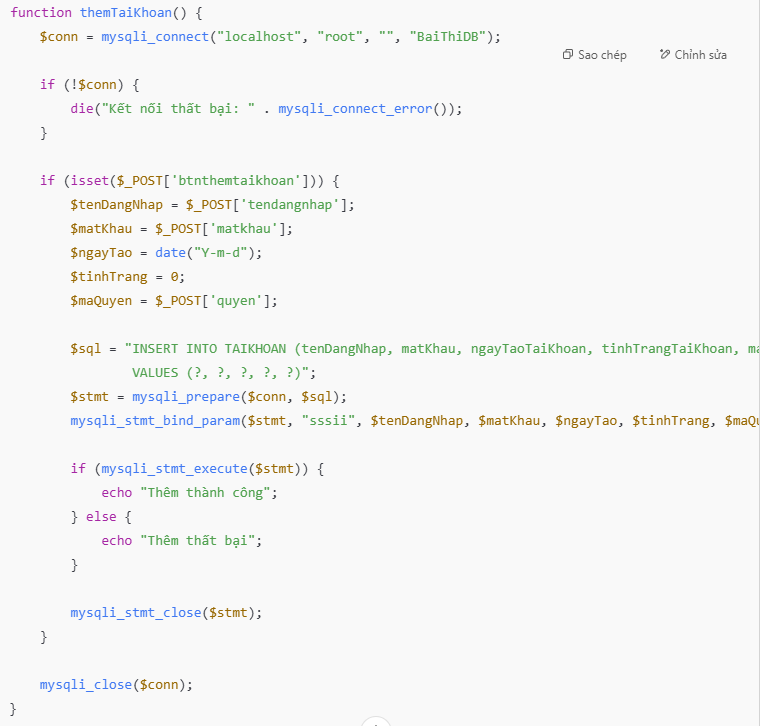 function themTaiKhoan() {
    $conn = mysqli_connect("localhost", "root", "", "BaiThiDB");
Sao chép    Chỉnh sửa
    if (!$conn) {
        die("Kết nối thất bại: " . mysqli_connect_error());
    }
    if (isset($_POST['btnthemtaikhoan'])) {
        $tenDangNhap = $_POST['tendangnhap'];
        $matKhau = $_POST['matkhau'];
        $ngayTao = date("Y-m-d");
        $tinhTrang = 0;
        $maQuyen = $_POST['quyen'];
        $sql = "INSERT INTO TAIKHOAN (tenDangNhap, matKhau, ngayTaoTaiKhoan, tinhTrangTaiKhoan, ma
                VALUES (?, ?, ?, ?, ?)";
        $stmt = mysqli_prepare($conn, $sql);
        mysqli_stmt_bind_param($stmt, "sssii", $tenDangNhap, $matKhau, $ngayTao, $tinhTrang, $maQu
        if (mysqli_stmt_execute($stmt)) {
            echo "Thêm thành công";
        } else {
            echo "Thêm thất bại";
        }
        mysqli_stmt_close($stmt);
    }
    mysqli_close($conn);
}